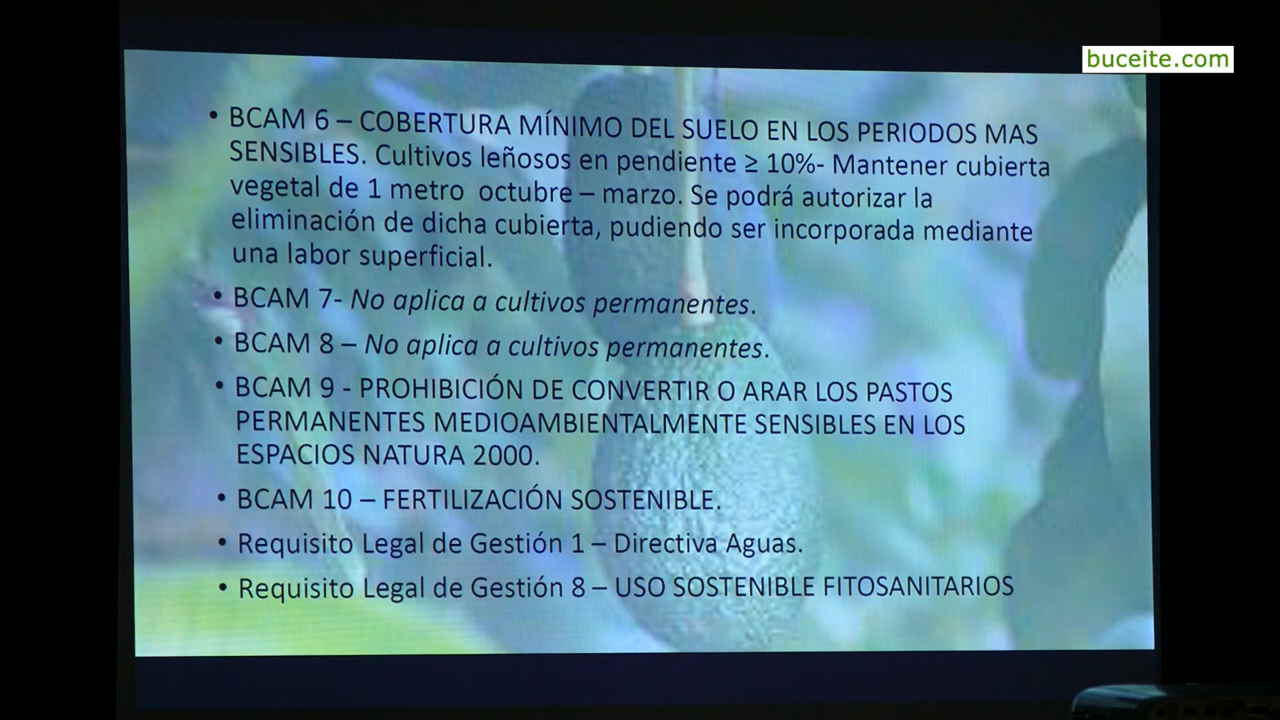 buceite.com
• BCAM 6 – COBERTURA MÍNIMO DEL SUELO EN LOS PERIODOS MAS
SENSIBLES. Cultivos leñosos en pendiente ≥ 10%- Mantener cubierta
vegetal de 1 metro octubre – marzo. Se podrá autorizar la
eliminación de dicha cubierta, pudiendo ser incorporada mediante
una labor superficial.
• BCAM 7- No aplica a cultivos permanentes.
• BCAM 8 – No aplica a cultivos permanentes.
• BCAM 9 - PROHIBICIÓN DE CONVERTIR O ARAR LOS PASTOS
PERMANENTES MEDIOAMBIENTALMENTE SENSIBLES EN LOS
ESPACIOS NATURA 2000.
• BCAM 10 – FERTILIZACIÓN SOSTENIBLE.
• Requisito Legal de Gestión 1 – Directiva Aguas.
• Requisito Legal de Gestión 8 – USO SOSTENIBLE FITOSANITARIOS